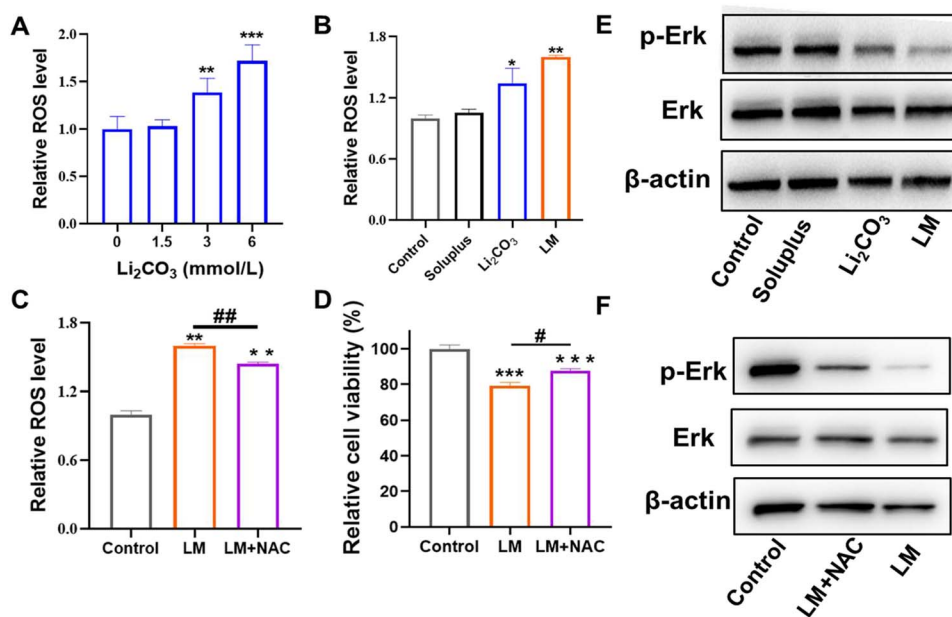 A
Relative ROS level
2.0
1.5
1.0
0.5
0.0
**
***
0
1.5
3
6
Li₂CO₃ (mmol/L)
B
Relative ROS level
1.8
1.2
0.6
0.0
*
**
Control
Soluplus
Li₂CO₃
LM
E
p-Erk
Erk
β-actin
Control
Soluplus
Li₂CO₃
LM
C
Relative ROS level
1.8
1.2
0.6
0.0
##
**
* *
Control
LM
LM+NAC
D
Relative cell viability (%)
100
80
60
40
20
0
#
***
* * *
Control
LM
LM+NAC
F
p-Erk
Erk
β-actin
Control
LM+NAC
LM